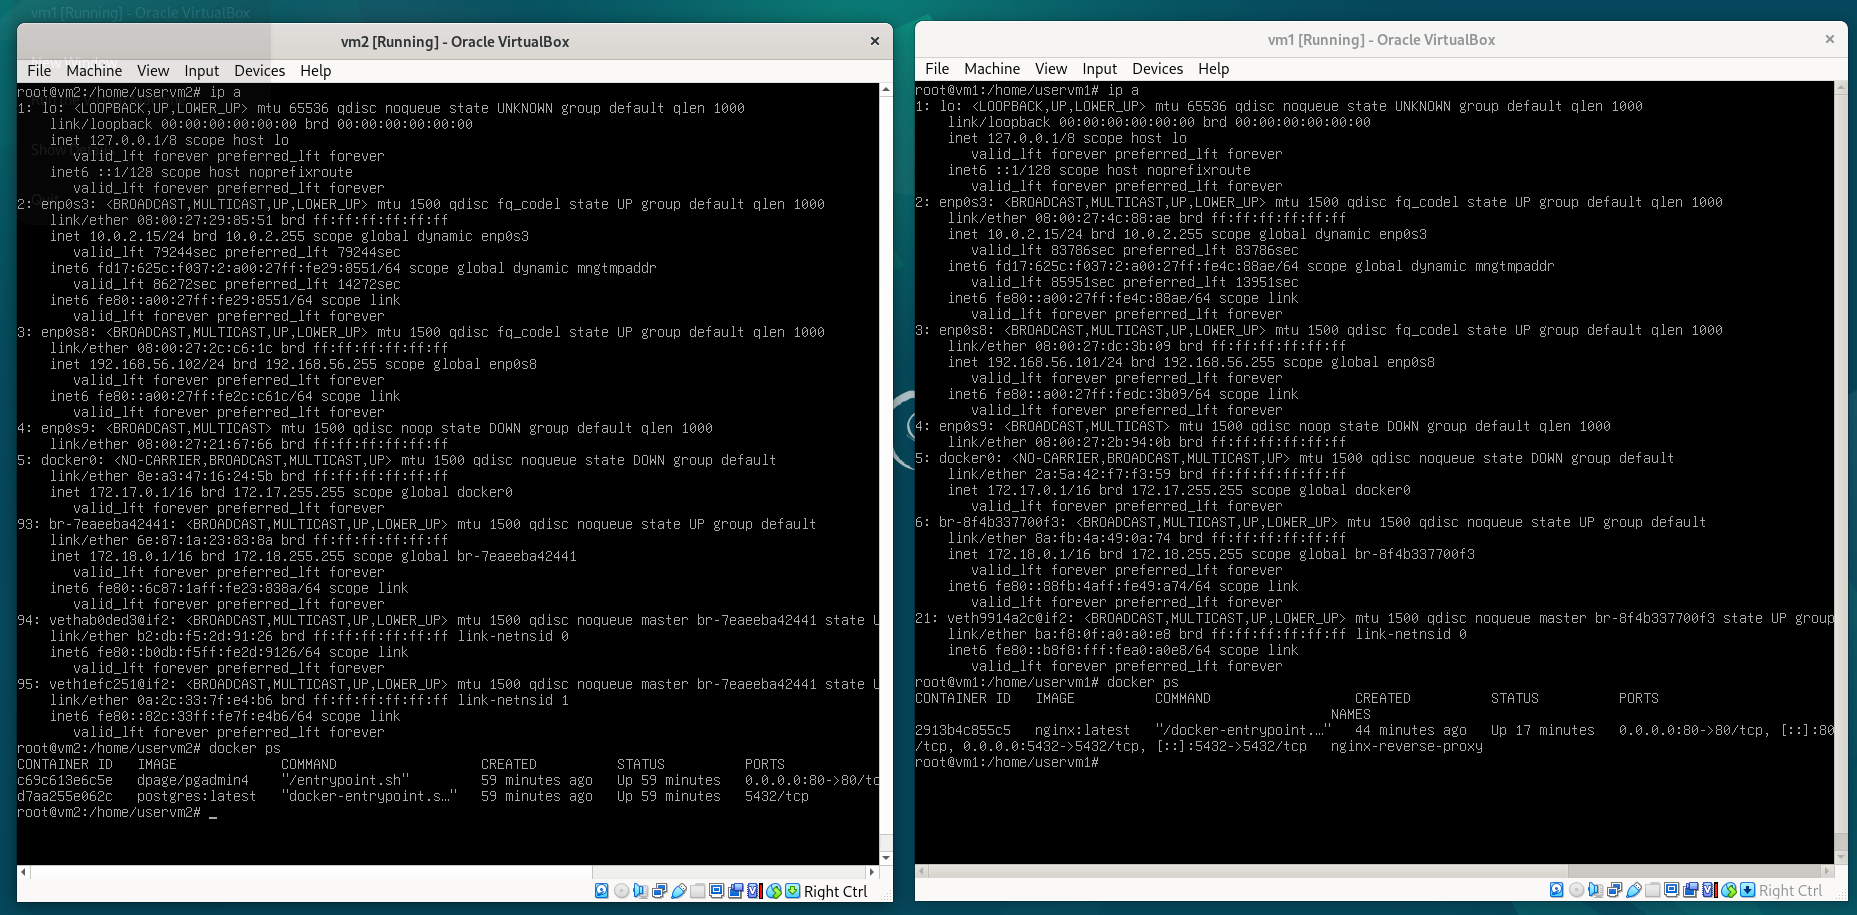 vm1 [Running] - Oracle VirtualBox
vm2 [Running] - Oracle VirtualBox
File Machine View Input Devices Help
root@vm2:/home/uservm2# ip a
1: lo: <LOOPBACK,UP,LOWER_UP> mtu 65536 qdisc noqueue state UNKNOWN group default qlen 1000
    link/loopback 00:00:00:00:00:00 brd 00:00:00:00:00:00
    inet 127.0.0.1/8 scope host lo
       valid_lft forever preferred_lft forever
    inet6 ::1/128 scope host noprefixroute
       valid_lft forever preferred_lft forever
2: enp0s3: <BROADCAST,MULTICAST,UP,LOWER_UP> mtu 1500 qdisc fq_codel state UP group default qlen 1000
    link/ether 08:00:27:29:85:51 brd ff:ff:ff:ff:ff:ff
    inet 10.0.2.15/24 brd 10.0.2.255 scope global dynamic enp0s3
       valid_lft 79244sec preferred_lft 79244sec
    inet6 fd17:625c:f037:2:a00:27ff:fe29:8551/64 scope global dynamic mngtmpaddr
       valid_lft 86272sec preferred_lft 14272sec
    inet6 fe80::a00:27ff:fe29:8551/64 scope link
       valid_lft forever preferred_lft forever
3: enp0s8: <BROADCAST,MULTICAST,UP,LOWER_UP> mtu 1500 qdisc fq_codel state UP group default qlen 1000
    link/ether 08:00:27:2c:c6:1c brd ff:ff:ff:ff:ff:ff
    inet 192.168.56.102/24 brd 192.168.56.255 scope global enp0s8
       valid_lft forever preferred_lft forever
    inet6 fe80::a00:27ff:fe2c:c61c/64 scope link
       valid_lft forever preferred_lft forever
4: enp0s9: <BROADCAST,MULTICAST> mtu 1500 qdisc noop state DOWN group default qlen 1000
    link/ether 08:00:27:21:67:66 brd ff:ff:ff:ff:ff:ff
5: docker0: <NO-CARRIER,BROADCAST,MULTICAST,UP> mtu 1500 qdisc noqueue state DOWN group default
    link/ether 8e:a3:47:16:24:5b brd ff:ff:ff:ff:ff:ff
    inet 172.17.0.1/16 brd 172.17.255.255 scope global docker0
       valid_lft forever preferred_lft forever
93: br-7eaeeba42441: <BROADCAST,MULTICAST,UP,LOWER_UP> mtu 1500 qdisc noqueue state UP group default
    link/ether 6e:87:1a:23:83:8a brd ff:ff:ff:ff:ff:ff
    inet 172.18.0.1/16 brd 172.18.255.255 scope global br-7eaeeba42441
       valid_lft forever preferred_lft forever
    inet6 fe80::6c87:1aff:fe23:838a/64 scope link
       valid_lft forever preferred_lft forever
94: vethab0ded3@if2: <BROADCAST,MULTICAST,UP,LOWER_UP> mtu 1500 qdisc noqueue master br-7eaeeba42441 state U
    link/ether b2:db:f5:2d:91:26 brd ff:ff:ff:ff:ff:ff link-netnsid 0
    inet6 fe80::b0db:f5ff:fe2d:9126/64 scope link
       valid_lft forever preferred_lft forever
95: veth1efc251@if2: <BROADCAST,MULTICAST,UP,LOWER_UP> mtu 1500 qdisc noqueue master br-7eaeeba42441 state U
    link/ether 0a:2c:33:7f:e4:b6 brd ff:ff:ff:ff:ff:ff link-netnsid 1
    inet6 fe80::82c:33ff:fe7f:e4b6/64 scope link
       valid_lft forever preferred_lft forever
root@vm2:/home/uservm2# docker ps
CONTAINER ID   IMAGE             COMMAND                  CREATED          STATUS          PORTS
c69c613e6c5e   dpage/pgadmin4    "/entrypoint.sh"         59 minutes ago   Up 59 minutes   0.0.0.0:80->80/tc
d7aa255e062c   postgres:latest   "docker-entrypoint.s…"   59 minutes ago   Up 59 minutes   5432/tcp
root@vm2:/home/uservm2# _
Right Ctrl
vm1 [Running] - Oracle VirtualBox
File Machine View Input Devices Help
root@vm1:/home/uservm1# ip a
1: lo: <LOOPBACK,UP,LOWER_UP> mtu 65536 qdisc noqueue state UNKNOWN group default qlen 1000
    link/loopback 00:00:00:00:00:00 brd 00:00:00:00:00:00
    inet 127.0.0.1/8 scope host lo
       valid_lft forever preferred_lft forever
    inet6 ::1/128 scope host noprefixroute
       valid_lft forever preferred_lft forever
2: enp0s3: <BROADCAST,MULTICAST,UP,LOWER_UP> mtu 1500 qdisc fq_codel state UP group default qlen 1000
    link/ether 08:00:27:4c:88:ae brd ff:ff:ff:ff:ff:ff
    inet 10.0.2.15/24 brd 10.0.2.255 scope global dynamic enp0s3
       valid_lft 83786sec preferred_lft 83786sec
    inet6 fd17:625c:f037:2:a00:27ff:fe4c:88ae/64 scope global dynamic mngtmpaddr
       valid_lft 85951sec preferred_lft 13951sec
    inet6 fe80::a00:27ff:fe4c:88ae/64 scope link
       valid_lft forever preferred_lft forever
3: enp0s8: <BROADCAST,MULTICAST,UP,LOWER_UP> mtu 1500 qdisc fq_codel state UP group default qlen 1000
    link/ether 08:00:27:dc:3b:09 brd ff:ff:ff:ff:ff:ff
    inet 192.168.56.101/24 brd 192.168.56.255 scope global enp0s8
       valid_lft forever preferred_lft forever
    inet6 fe80::a00:27ff:fedc:3b09/64 scope link
       valid_lft forever preferred_lft forever
4: enp0s9: <BROADCAST,MULTICAST> mtu 1500 qdisc noop state DOWN group default qlen 1000
    link/ether 08:00:27:2b:94:0b brd ff:ff:ff:ff:ff:ff
5: docker0: <NO-CARRIER,BROADCAST,MULTICAST,UP> mtu 1500 qdisc noqueue state DOWN group default
    link/ether 2a:5a:42:f7:f3:59 brd ff:ff:ff:ff:ff:ff
    inet 172.17.0.1/16 brd 172.17.255.255 scope global docker0
       valid_lft forever preferred_lft forever
6: br-8f4b337700f3: <BROADCAST,MULTICAST,UP,LOWER_UP> mtu 1500 qdisc noqueue state UP group default
    link/ether 8a:fb:4a:49:0a:74 brd ff:ff:ff:ff:ff:ff
    inet 172.18.0.1/16 brd 172.18.255.255 scope global br-8f4b337700f3
       valid_lft forever preferred_lft forever
    inet6 fe80::88fb:4aff:fe49:a74/64 scope link
       valid_lft forever preferred_lft forever
21: veth9914a2c@if2: <BROADCAST,MULTICAST,UP,LOWER_UP> mtu 1500 qdisc noqueue master br-8f4b337700f3 state UP group
    link/ether ba:f8:0f:a0:a0:e8 brd ff:ff:ff:ff:ff:ff link-netnsid 0
    inet6 fe80::b8f8:fff:fea0:a0e8/64 scope link
       valid_lft forever preferred_lft forever
root@vm1:/home/uservm1# docker ps
CONTAINER ID   IMAGE          COMMAND                  CREATED          STATUS          PORTS
NAMES
2913b4c855c5   nginx:latest   "/docker-entrypoint.…"   44 minutes ago   Up 17 minutes   0.0.0.0:80->80/tcp, [::]:80
/tcp, 0.0.0.0:5432->5432/tcp, [::]:5432->5432/tcp   nginx-reverse-proxy
root@vm1:/home/uservm1#
Right Ctrl